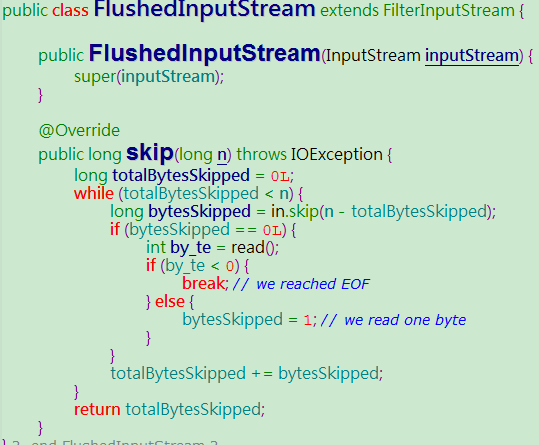 public class FlushedInputStream extends FilterInputStream {
public FlushedInputStream(InputStream inputStream) {
super(inputStream);
}
@Override
public long skip(long n) throws IOException {
long totalBytesSkipped = 0L;
while (totalBytesSkipped < n) {
long bytesSkipped = in.skip(n - totalBytesSkipped);
if (bytesSkipped == 0L) {
int by_te = read();
if (by_te < 0) {
break; // we reached EOF
} else {
bytesSkipped = 1; // we read one byte
}
}
totalBytesSkipped += bytesSkipped;
}
return totalBytesSkipped;
}
} ? end FlushedInputStream ?